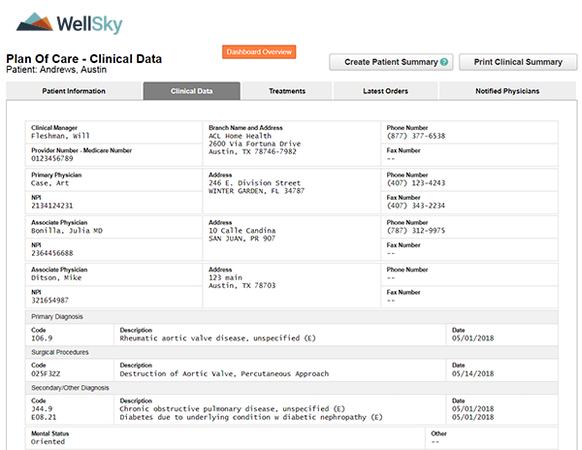 WellSky
Dashboard Overview
Plan Of Care - Clinical Data
Patient: Andrews, Austin
Create Patient Summary ?
Print Clinical Summary
Patient Information
Clinical Data
Treatments
Latest Orders
Notified Physicians
Clinical Manager
Fleshman, Will
Branch Name and Address
ACL Home Health
2600 Via Fortuna Drive
Austin, TX 78746-7982
Phone Number
(877) 377-6538
Provider Number - Medicare Number
0123456789
Fax Number
--
Primary Physician
Case, Art
Address
246 E. Division Street
WINTER GARDEN, FL 34787
Phone Number
(407) 123-4243
NPI
2134124231
Fax Number
(407) 343-2234
Associate Physician
Bonilla, Julia MD
Address
10 Calle Candina
SAN JUAN, PR 907
Phone Number
(787) 312-9975
NPI
2364456688
Fax Number
--
Associate Physician
Ditson, Mike
Address
123 main
Austin, TX 78703
Phone Number
--
NPI
321654987
Fax Number
--
Primary Diagnosis
Code Description Date
I06.9 Rheumatic aortic valve disease, unspecified (E) 05/01/2018
Surgical Procedures
Code Description Date
025F3ZZ Destruction of Aortic Valve, Percutaneous Approach 05/14/2018
Secondary/Other Diagnosis
Code Description Date
J44.9 Chronic obstructive pulmonary disease, unspecified (E) 05/01/2018
E08.21 Diabetes due to underlying condition w diabetic nephropathy (E) 05/01/2018
Mental Status Other
Oriented --